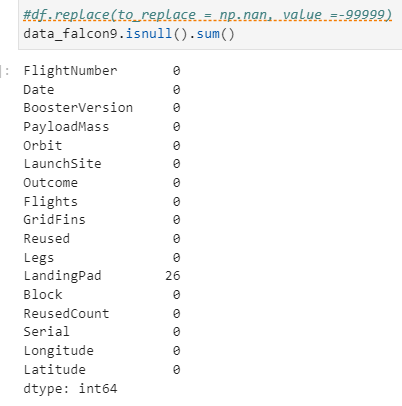 #df.replace(to_replace = np.nan, value =-99999)
data_falcon9.isnull().sum()
]:
FlightNumber 0
Date 0
BoosterVersion 0
PayloadMass 0
Orbit 0
LaunchSite 0
Outcome 0
Flights 0
GridFins 0
Reused 0
Legs 0
LandingPad 26
Block 0
ReusedCount 0
Serial 0
Longitude 0
Latitude 0
dtype: int64